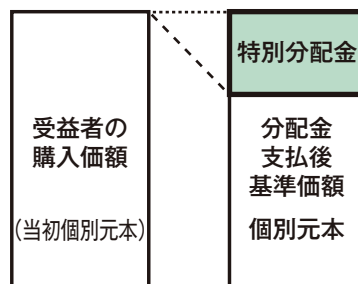 受益者の
購入価額
(当初個別元本)
特別分配金
分配金
支払後
基準価額
個別元本